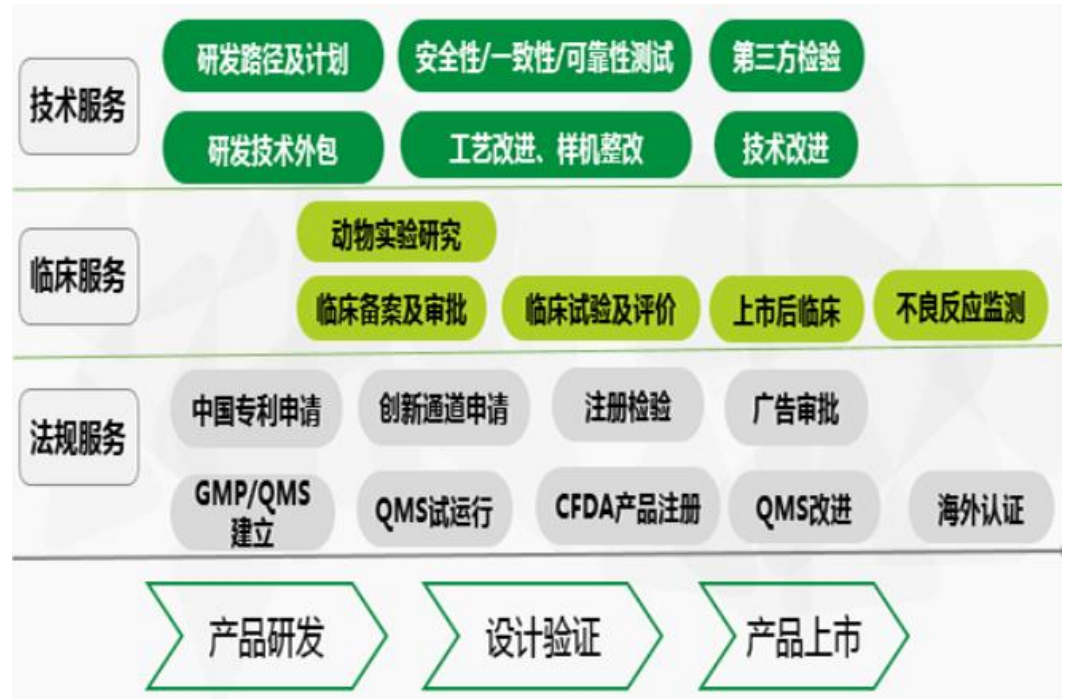 技术服务
研发路径及计划
安全性/一致性/可靠性测试
第三方检验
研发技术外包
工艺改进、样机整改
技术改进
临床服务
动物实验研究
临床备案及审批
临床试验及评价
上市后临床
不良反应监测
法规服务
中国专利申请
创新通道申请
注册检验
广告审批
GMP/QMS
建立
QMS试运行
CFDA产品注册
QMS改进
海外认证
产品研发
设计验证
产品上市